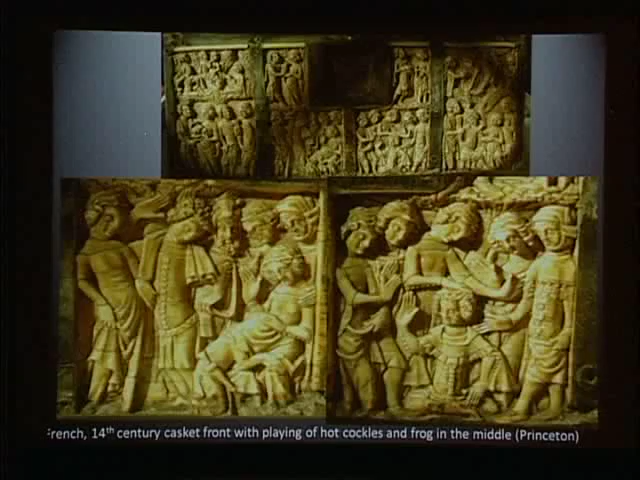 French, 14th century casket front with playing of hot cockles and frog in the middle (Princeton)